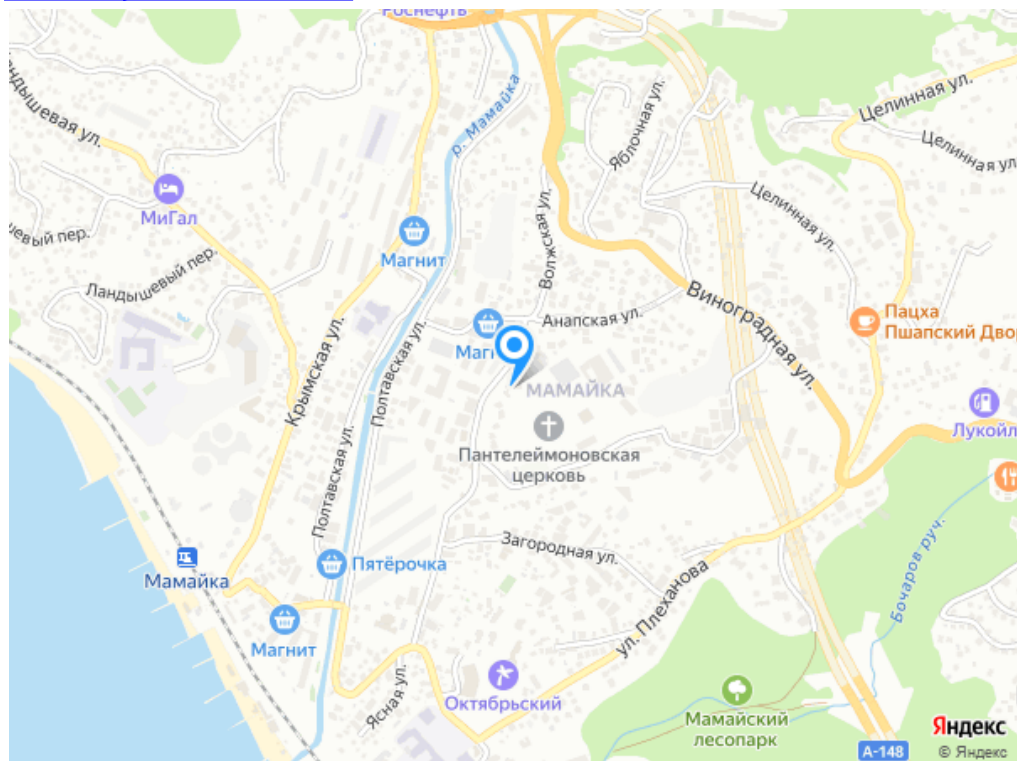 Роснефть
Ландышевая ул.
р. Мамайка
Яблочная ул.
Целинная ул.
Целинная ул
МиГал
Целинная ул.
Волжская ул.
Магнит
Ландышевый пер.
Виноградная ул.
Анапская ул.
Пацха
Пшапский Двор
Крымская ул.
Полтавская ул.
МАМАЙКА
Лукойл
Пантелеймоновская
церковь
Полтавская ул.
Загородная ул.
Пятёрочка
Мамайка
Бочаров руч.
ул. Плеханова
Магнит
Ясная ул.
Октябрьский
Мамайский
лесопарк
Яндекс
А-148
© Яндекс